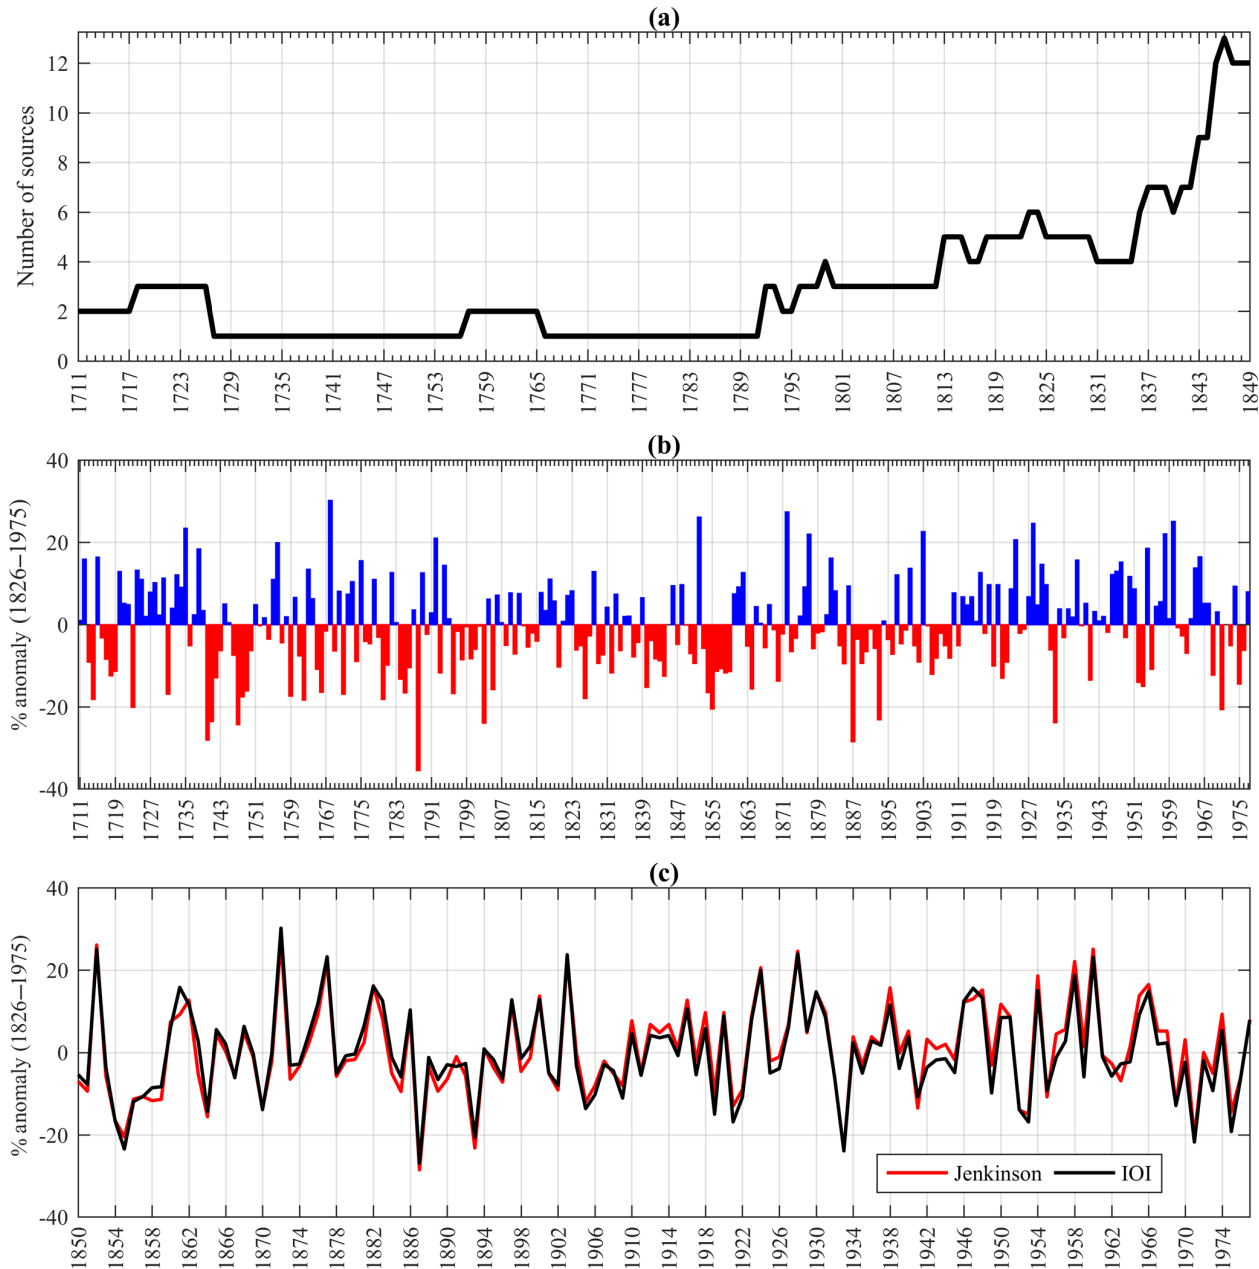 (a)
Number of sources
12
10
8
6
4
2
0
1711 1717 1723 1729 1735 1741 1747 1753 1759 1765 1771 1777 1783 1789 1795 1801 1807 1813 1819 1825 1831 1837 1843 1849
(b)
% anomaly (1826–1975)
40
20
0
-20
-40
1711 1719 1727 1735 1743 1751 1759 1767 1775 1783 1791 1799 1807 1815 1823 1831 1839 1847 1855 1863 1871 1879 1887 1895 1903 1911 1919 1927 1935 1943 1951 1959 1967 1975
(c)
% anomaly (1826–1975)
40
20
0
-20
-40
Jenkinson IOI
1850 1854 1858 1862 1866 1870 1874 1878 1882 1886 1890 1894 1898 1902 1906 1910 1914 1918 1922 1926 1930 1934 1938 1942 1946 1950 1954 1958 1962 1966 1970 1974